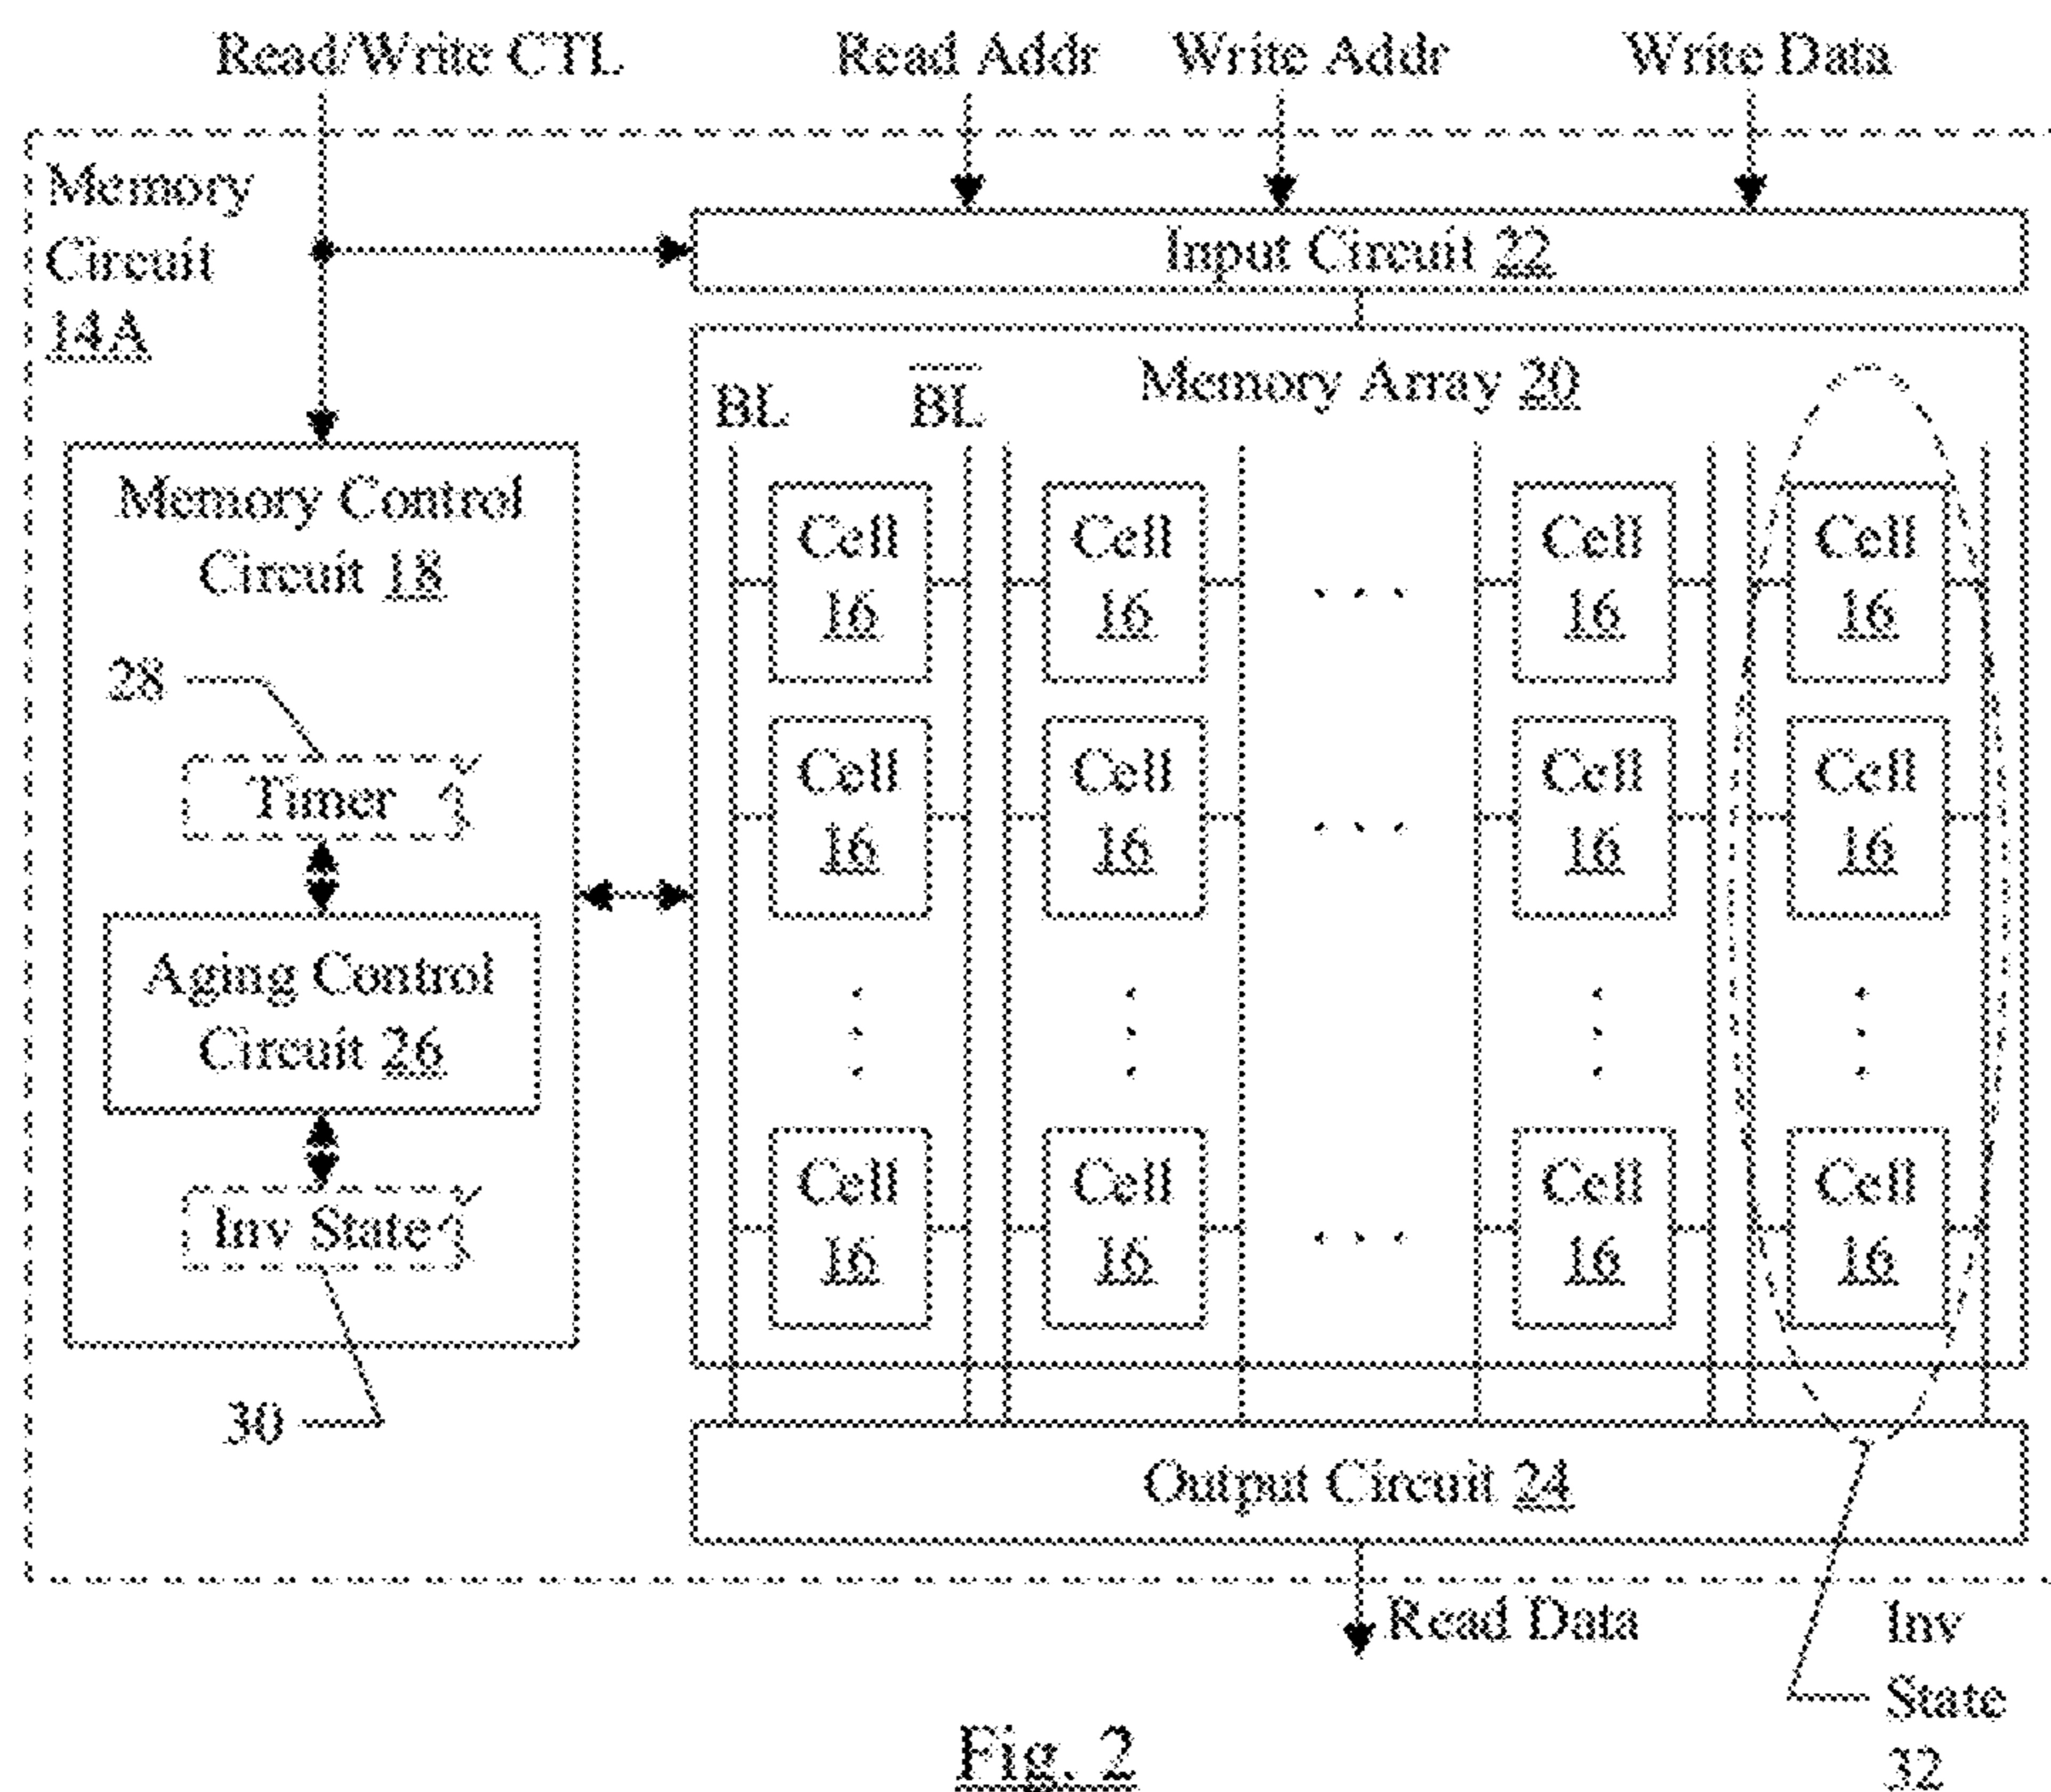 Read/Write CTL
Read Addr
Write Addr
Write Data
Memory
Circuit
14A
Input Circuit 22
Memory Array 20
BL
B̅L̅
Memory Control
Circuit 18
28
Timer
Aging Control
Circuit 26
Inv State
30
Cell
16
Cell
16
. . .
Cell
16
Cell
16
Cell
16
Cell
16
. . .
Cell
16
Cell
16
Cell
16
Cell
16
. . .
Cell
16
Cell
16
Output Circuit 24
Read Data
Inv
State
32
Fig. 2